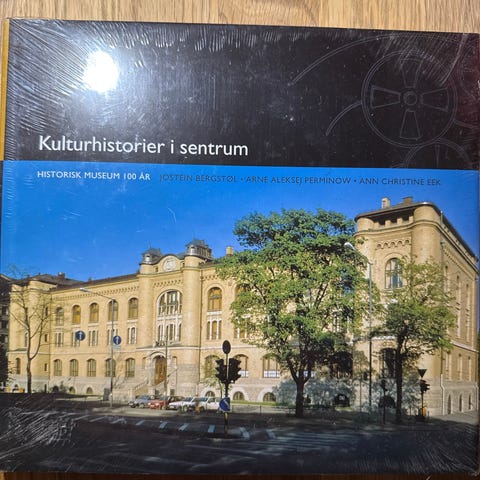 Kulturhistorier i sentrum
HISTORISK MUSEUM 100 ÅR JOSTEIN BERGSTØL • ARNE ALEKSEJ PERMINOW • ANN CHRISTINE EEK